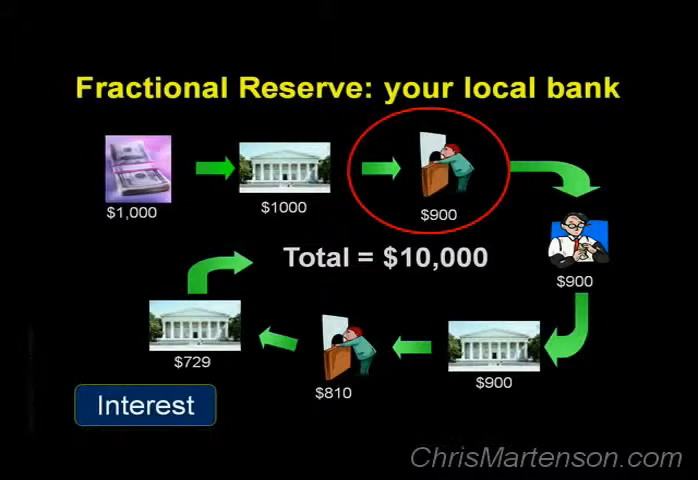 Fractional Reserve: your local bank
$1,000
$1000
$900
$900
Total = $10,000
$729
$810
$900
Interest
ChrisMartenson.com